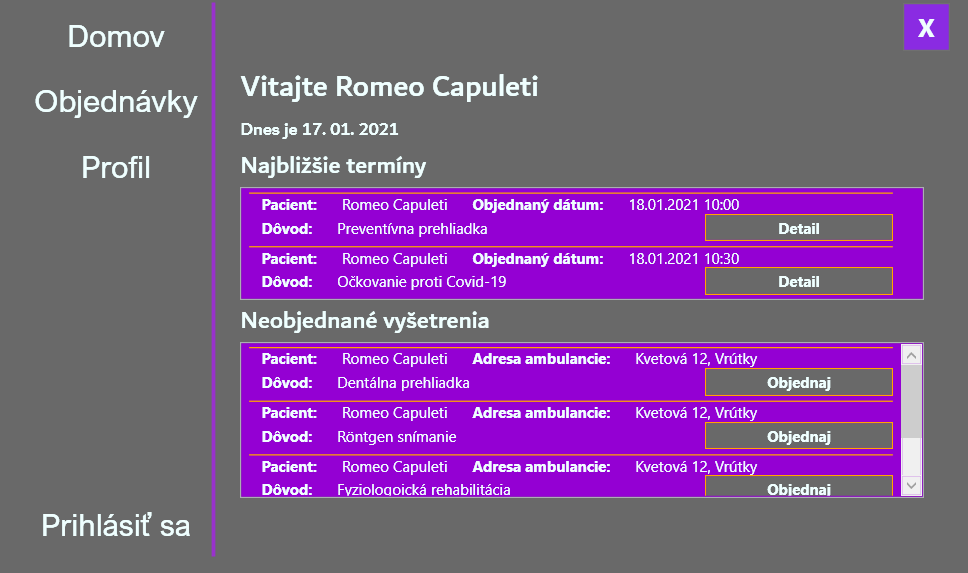 Domov
Objednávky
Profil
Prihlásiť sa
X
Vitajte Romeo Capuleti
Dnes je 17. 01. 2021
Najbližšie termíny
Pacient: Romeo Capuleti Objednaný dátum: 18.01.2021 10:00
Dôvod: Preventívna prehliadka Detail
Pacient: Romeo Capuleti Objednaný dátum: 18.01.2021 10:30
Dôvod: Očkovanie proti Covid-19 Detail
Neobjednané vyšetrenia
Pacient: Romeo Capuleti Adresa ambulancie: Kvetová 12, Vrútky
Dôvod: Dentálna prehliadka Objednaj
Pacient: Romeo Capuleti Adresa ambulancie: Kvetová 12, Vrútky
Dôvod: Röntgen snímanie Objednaj
Pacient: Romeo Capuleti Adresa ambulancie: Kvetová 12, Vrútky
Dôvod: Fyziologoická rehabilitácia Objednaj